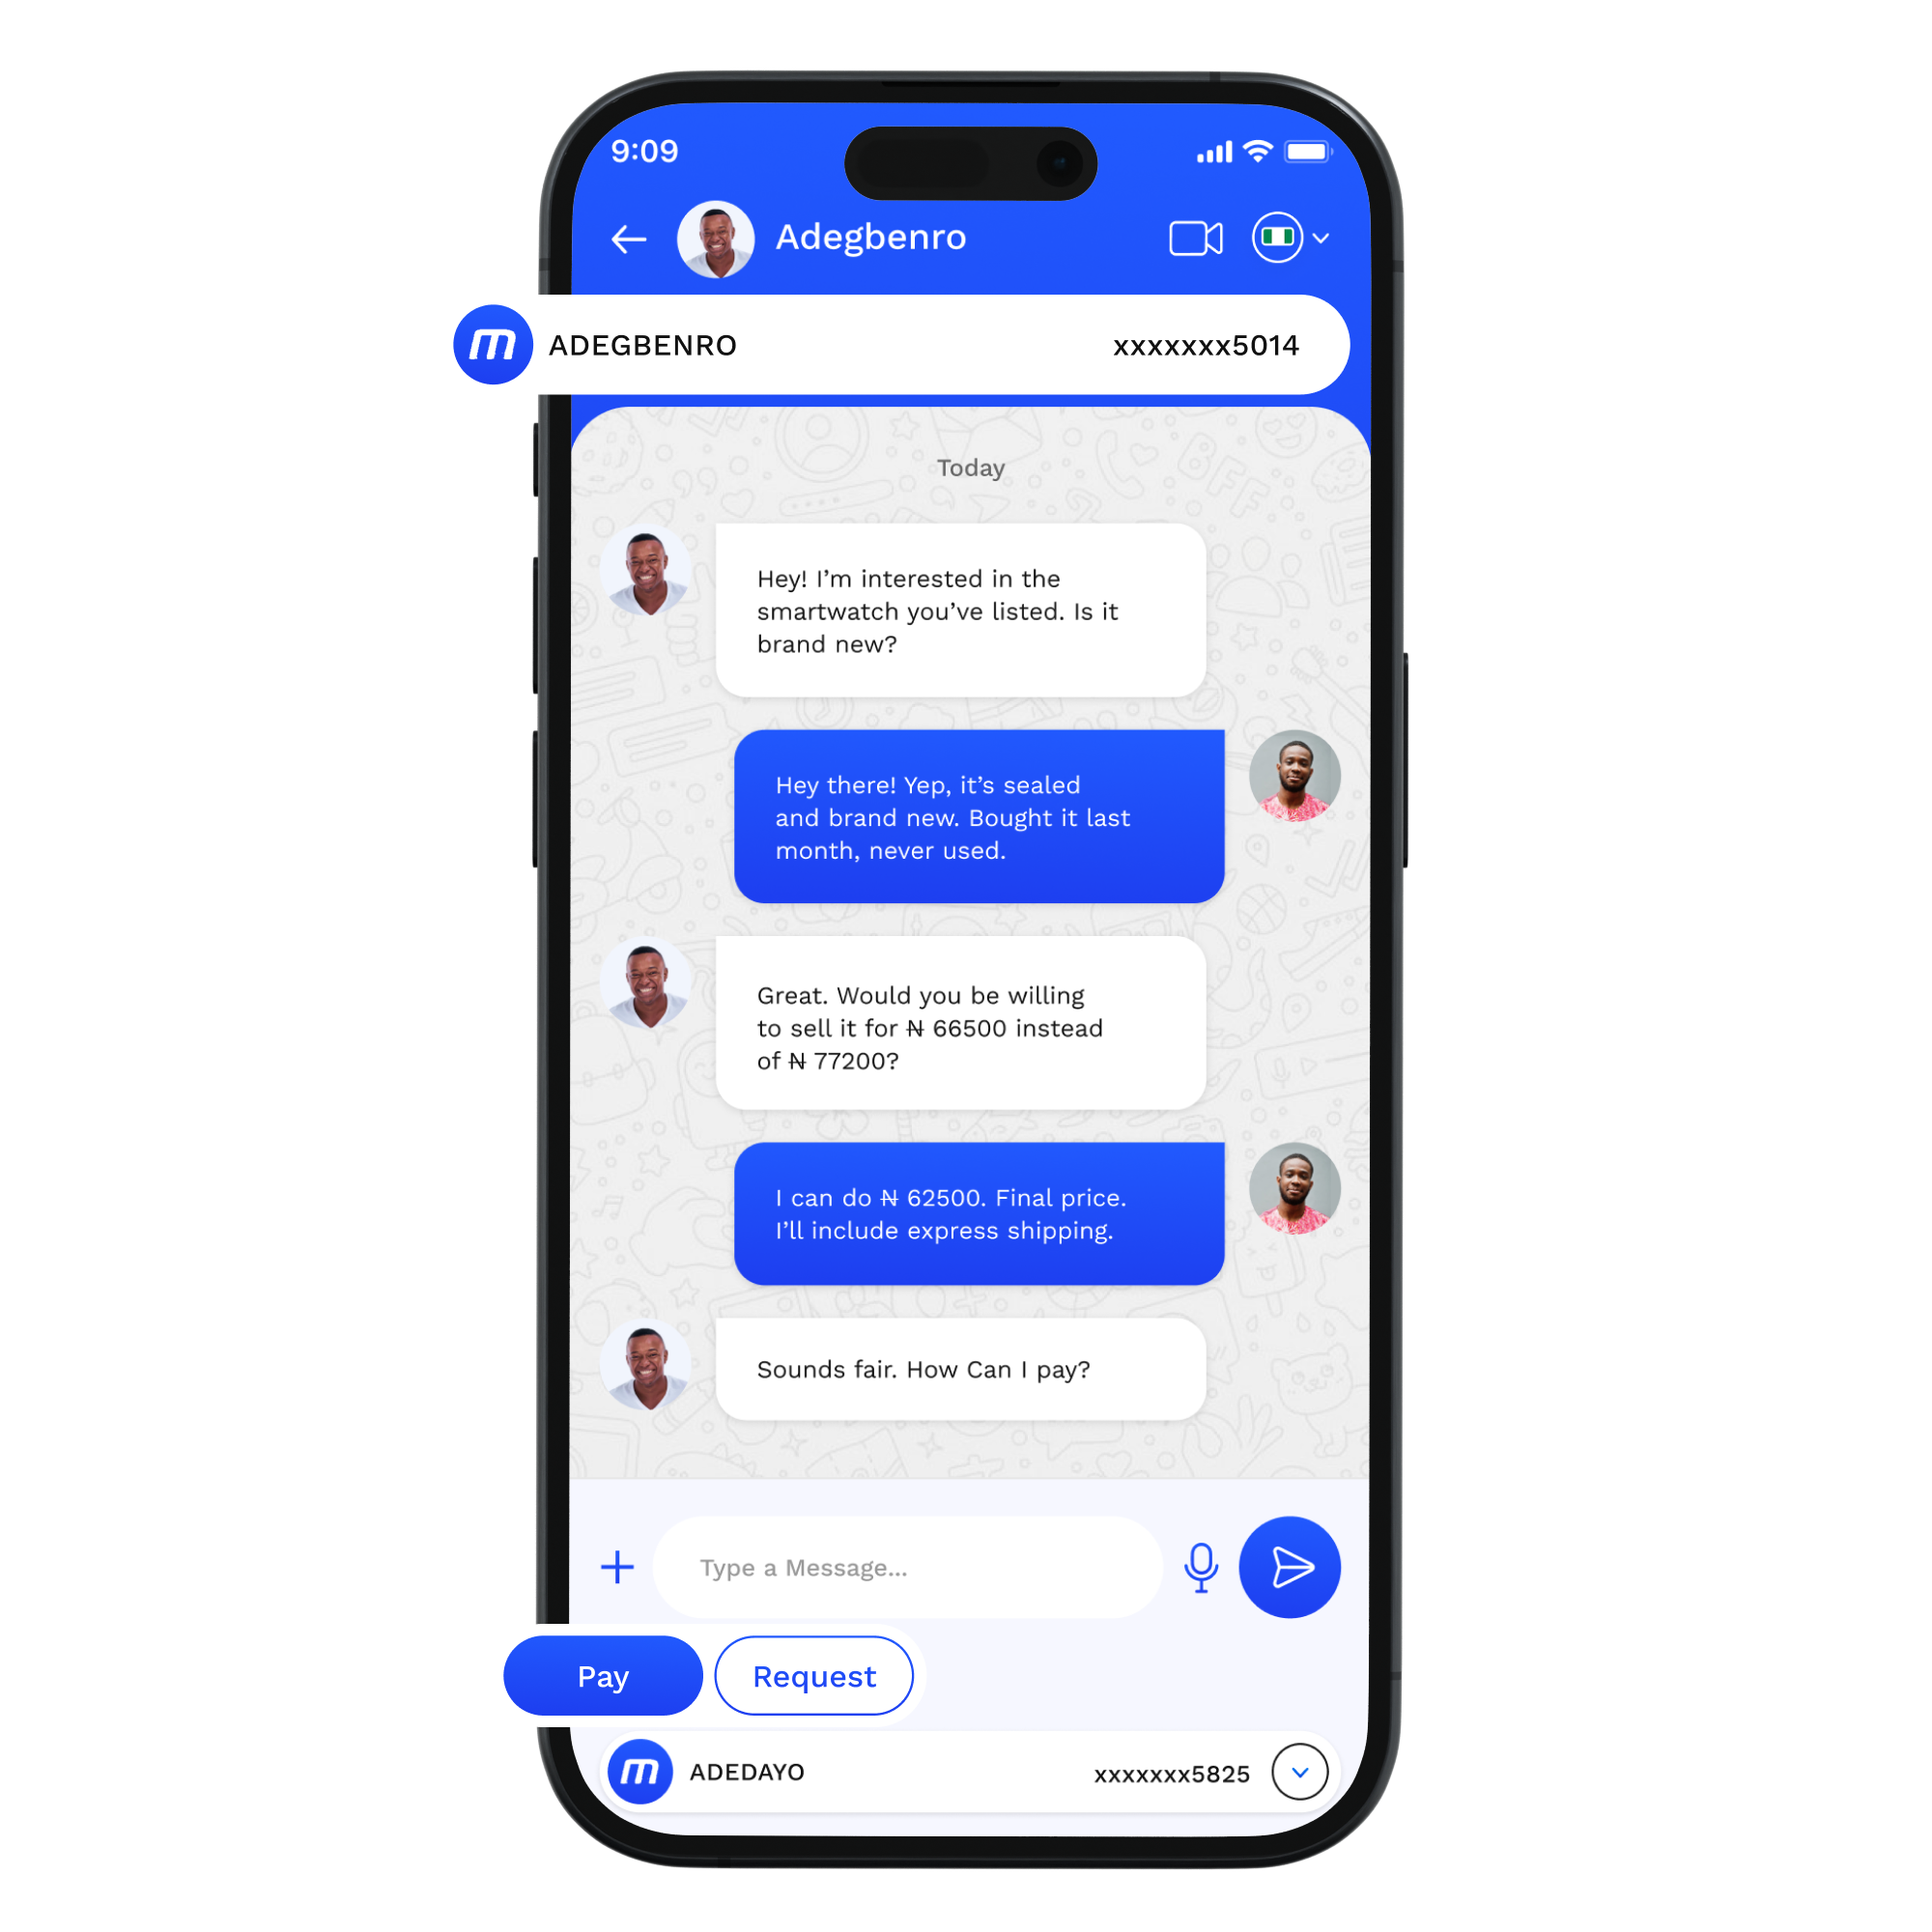 9:09
Adegbenro
m ADEGBENRO xxxxxxx5014
Today
Hey! I’m interested in the
smartwatch you’ve listed. Is it
brand new?
Hey there! Yep, it’s sealed
and brand new. Bought it last
month, never used.
Great. Would you be willing
to sell it for ₦ 66500 instead
of ₦ 77200?
I can do ₦ 62500. Final price.
I’ll include express shipping.
Sounds fair. How Can I pay?
Type a Message...
Pay Request
m ADEDAYO xxxxxxx5825
BFF